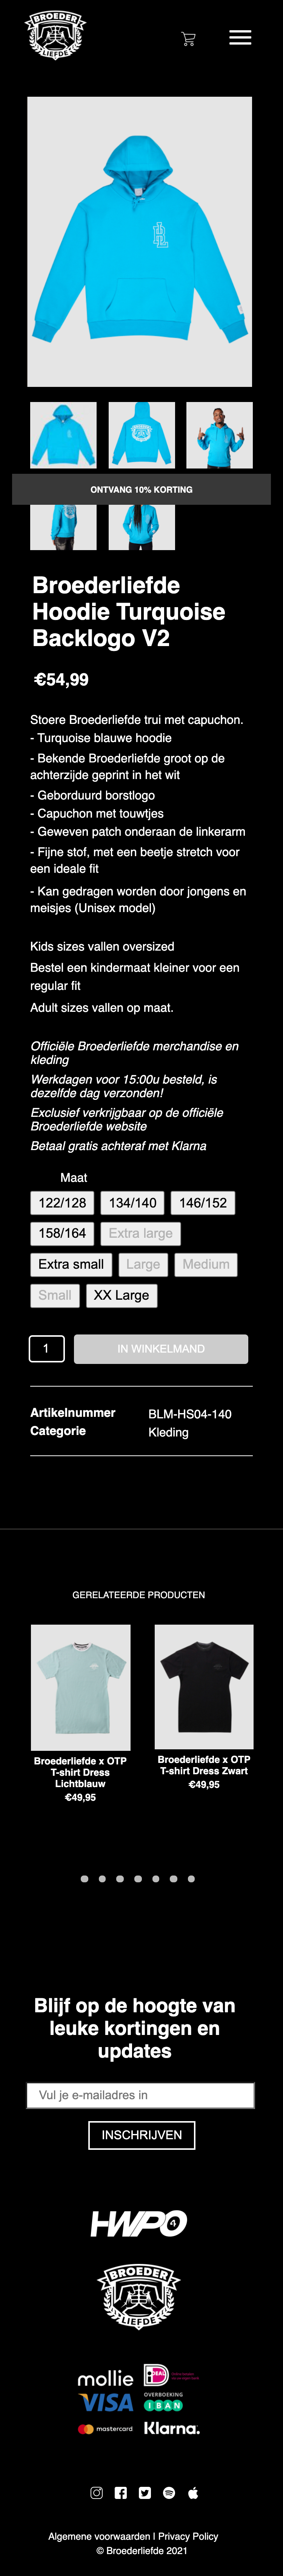 BROEDER
LIEFDE
ONTVANG 10% KORTING
Broederliefde
Hoodie Turquoise
Backlogo V2
€54,99
Stoere Broederliefde trui met capuchon.
- Turquoise blauwe hoodie
- Bekende Broederliefde groot op de
achterzijde geprint in het wit
- Geborduurd borstlogo
- Capuchon met touwtjes
- Geweven patch onderaan de linkerarm
- Fijne stof, met een beetje stretch voor
een ideale fit
- Kan gedragen worden door jongens en
meisjes (Unisex model)
Kids sizes vallen oversized
Bestel een kindermaat kleiner voor een
regular fit
Adult sizes vallen op maat.
Officiële Broederliefde merchandise en
kleding
Werkdagen voor 15:00u besteld, is
dezelfde dag verzonden!
Exclusief verkrijgbaar op de officiële
Broederliefde website
Betaal gratis achteraf met Klarna
Maat
122/128 134/140 146/152
158/164 Extra large
Extra small Large Medium
Small XX Large
1 IN WINKELMAND
Artikelnummer BLM-HS04-140
Categorie Kleding
GERELATEERDE PRODUCTEN
Broederliefde x OTP
T-shirt Dress
Lichtblauw
€49,95
Broederliefde x OTP
T-shirt Dress Zwart
€49,95
Blijf op de hoogte van
leuke kortingen en
updates
Vul je e-mailadres in
INSCHRIJVEN
HWPO
4
BROEDER
LIEFDE
mollie iDEAL
VISA OVERBOEKING
IBAN
mastercard Klarna.
Algemene voorwaarden | Privacy Policy
© Broederliefde 2021